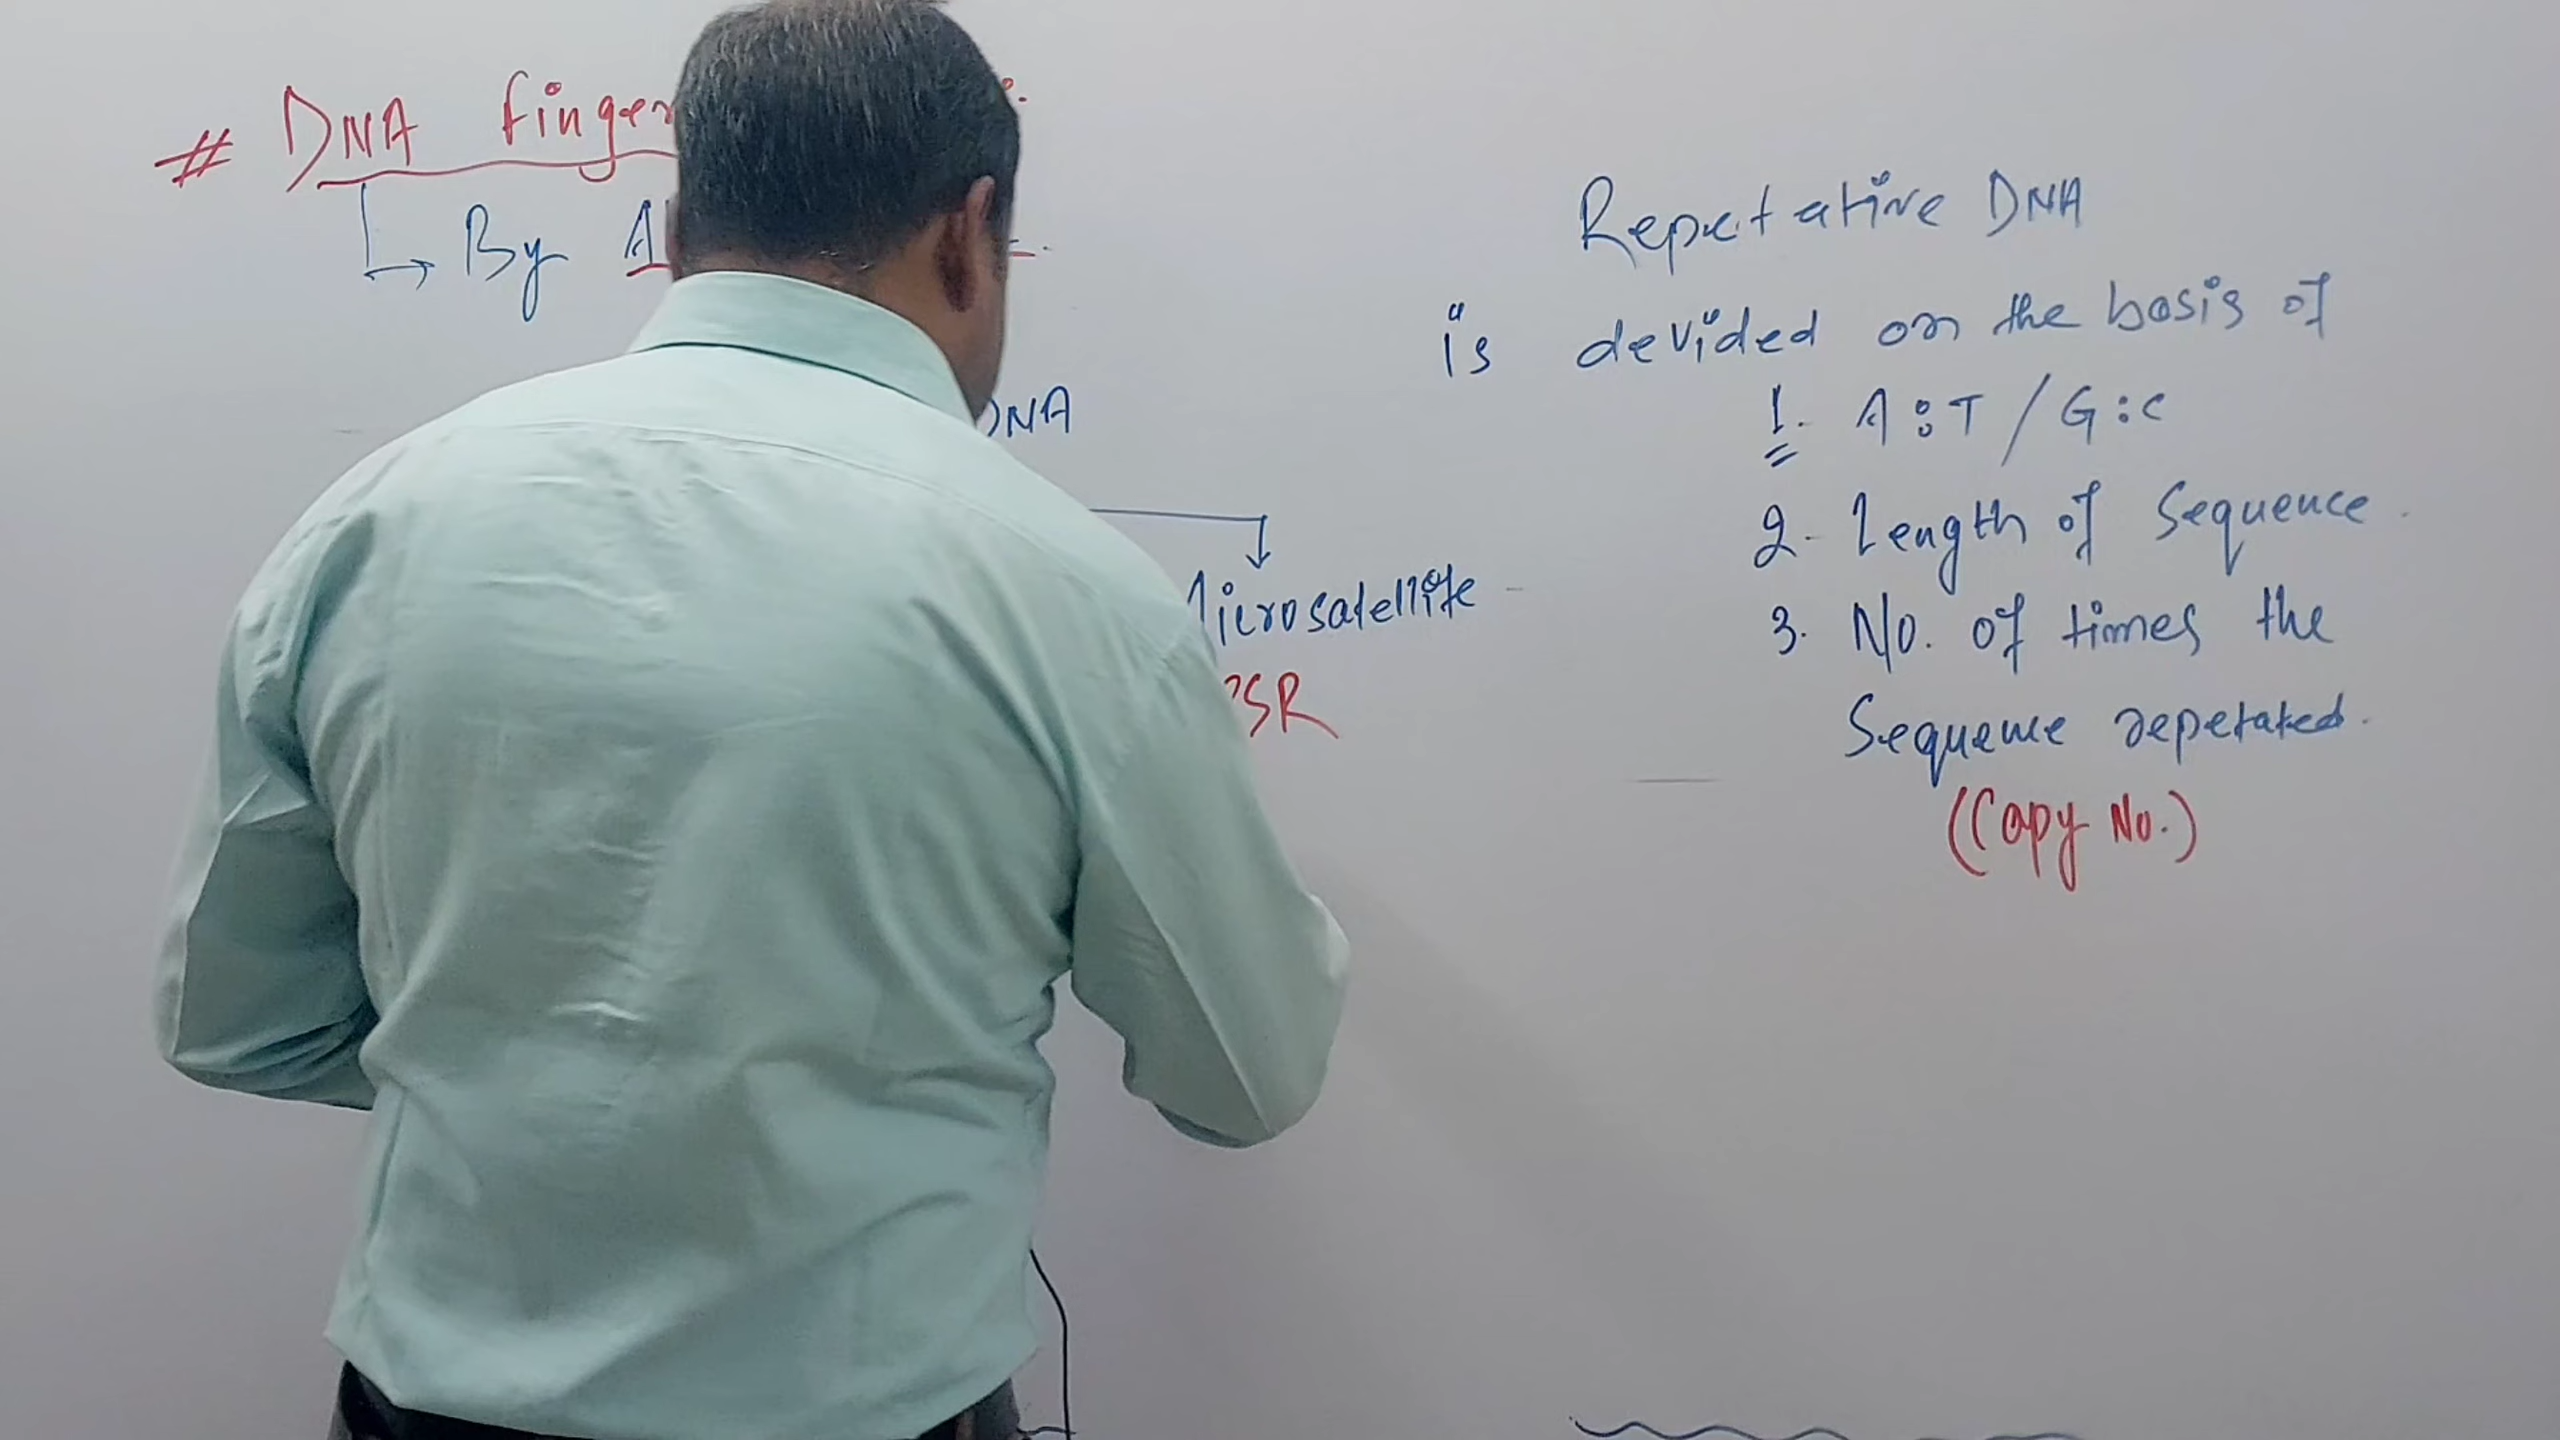 # DNA finger
By
DNA
Microsatellite
SR
Repetative DNA
is devided on the basis of
1. A:T / G:C
2. Length of Sequence.
3. No. of times the
Sequence repetated.
(Copy No.)